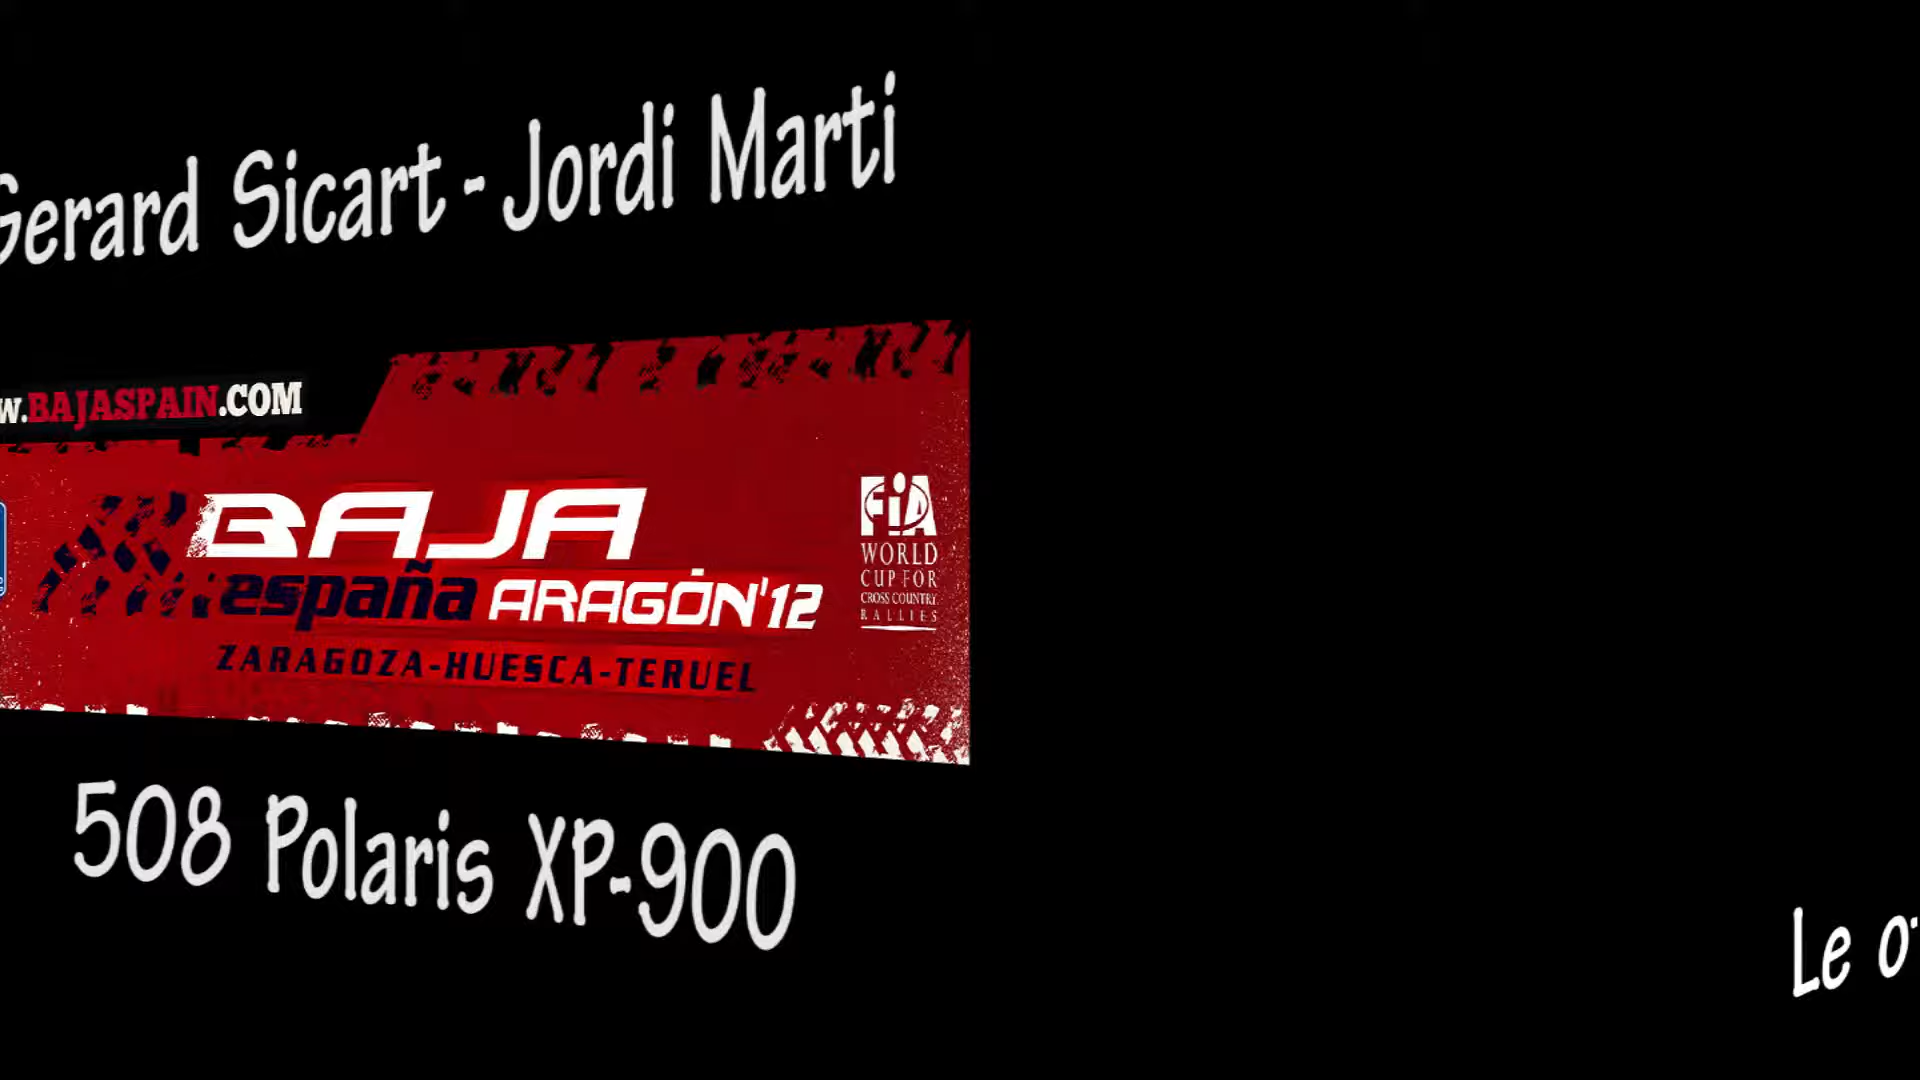 Gerard Sicart - Jordi Marti
w.BAJASPAIN.COM
BAJA
españa ARAGÓN'12
ZARAGOZA-HUESCA-TERUEL
FiA
WORLD
CUP FOR
CROSS COUNTRY
RALLIES
508 Polaris XP-900
Le